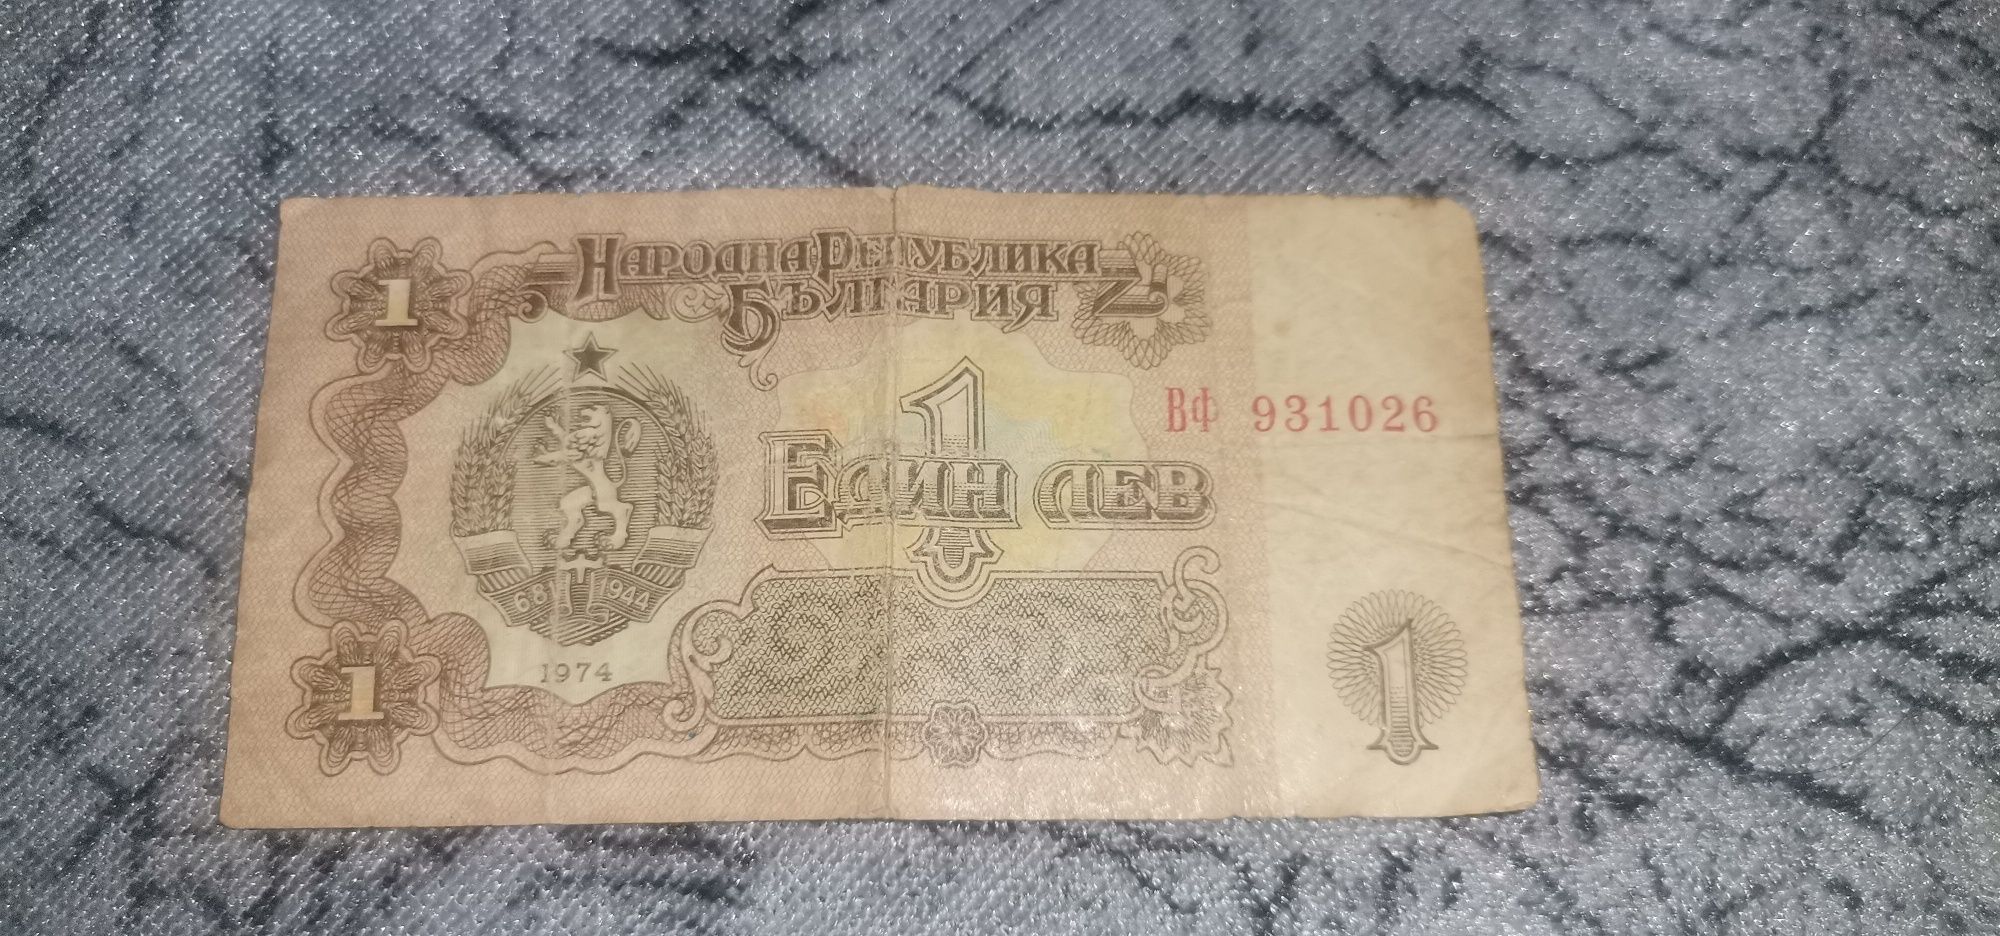 1
НАРОДНА РЕПУБЛИКА
БЪЛГАРИЯ
1
ВФ 931026
ЕДИН ЛЕВ
681 1944
1974
1
1